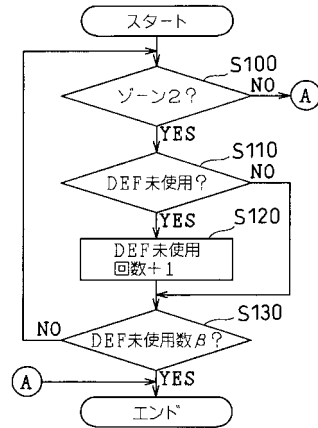 スタート
S100
ゾーン2?
NO
A
YES
S110
DEF未使用?
NO
YES
S120
DEF未使用
回数+1
S130
NO
DEF未使用数β?
A
YES
エンド